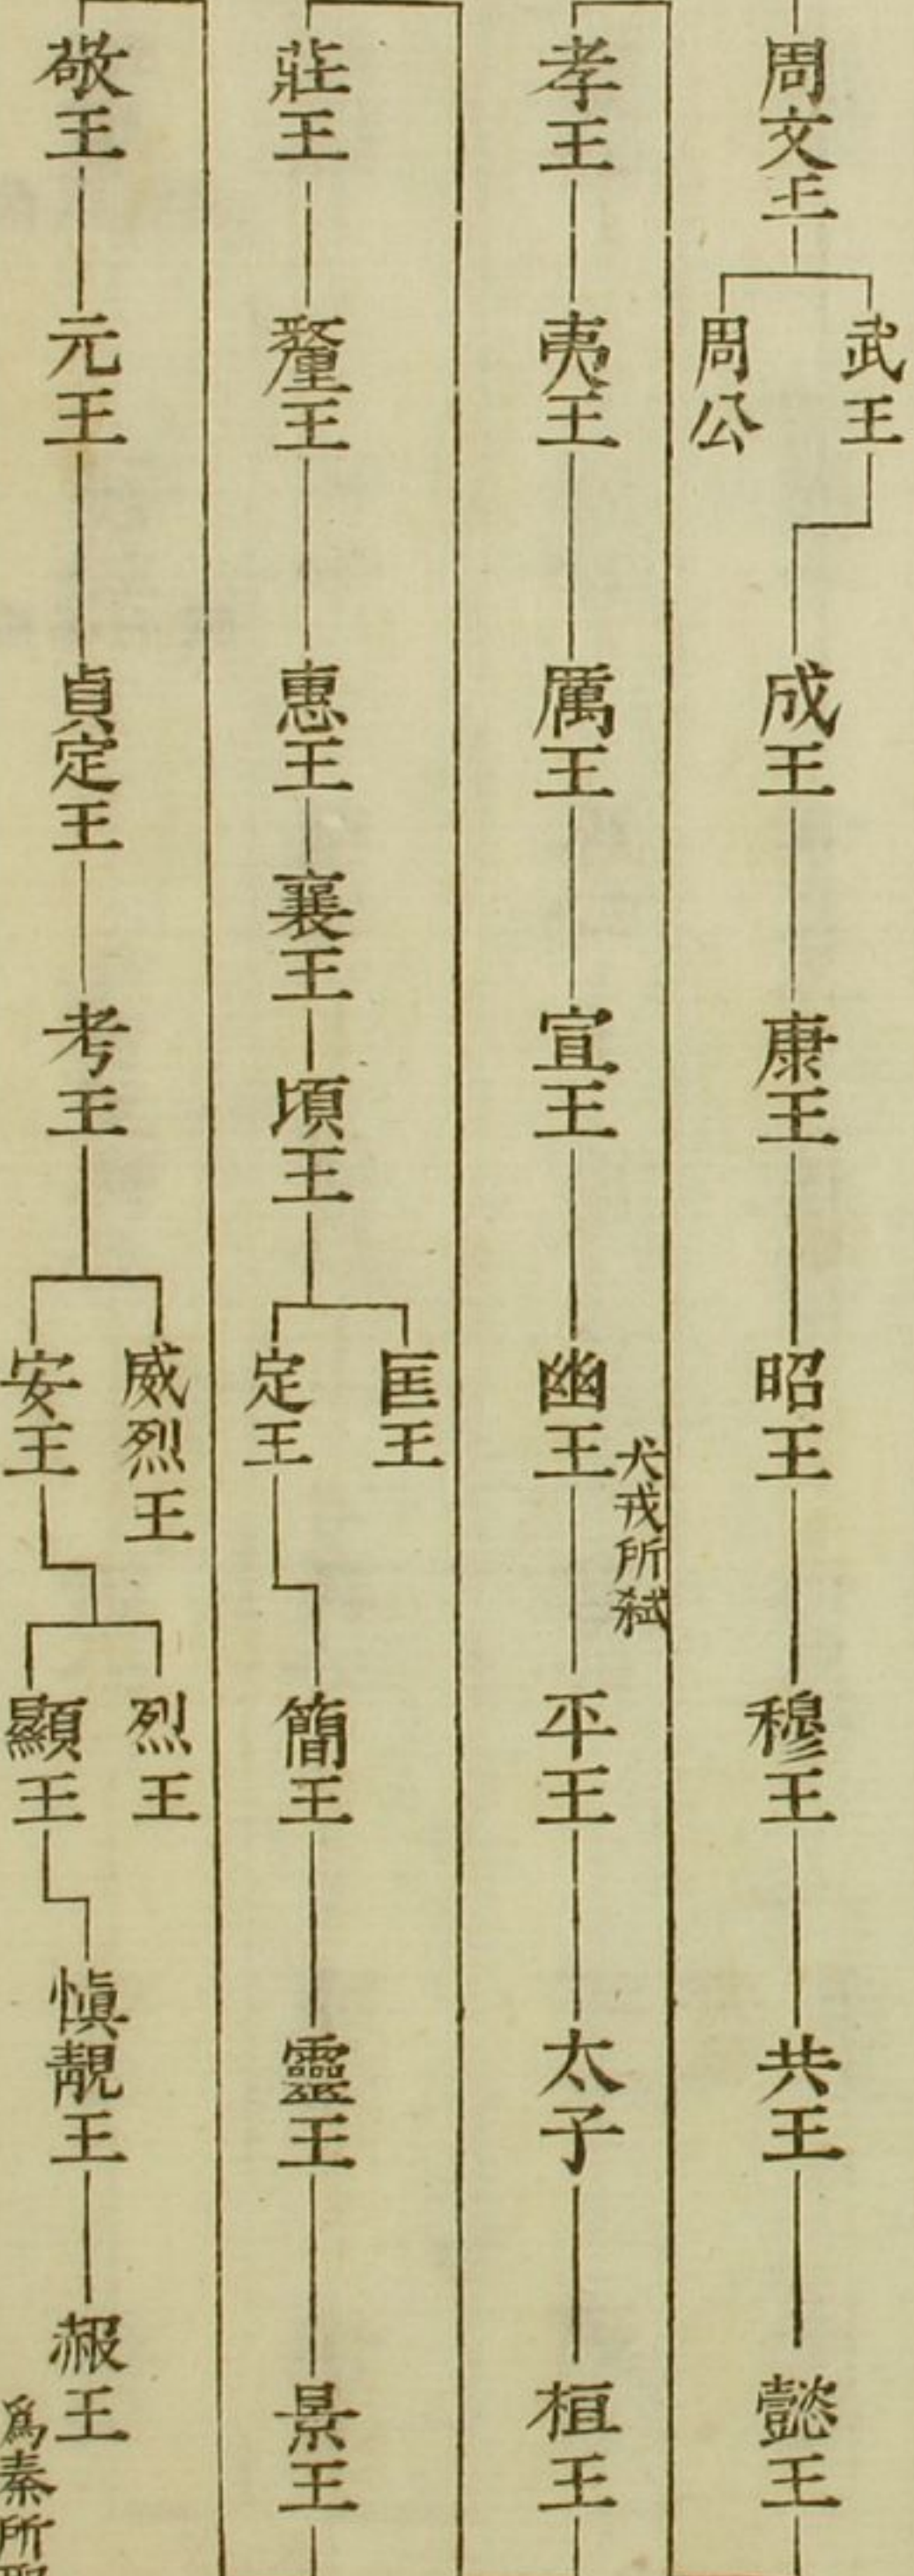 周文王
武王
周公
成王
康王
昭王
穆王
共王
懿王
孝王
夷王
厲王
宣王
幽王
犬戎所弑
平王
太子
桓王
莊王
釐王
惠王
襄王
頃王
匡王
定王
簡王
靈王
景王
敬王
元王
貞定王
考王
威烈王
安王
烈王
顯王
愼靚王
赧王
爲秦所